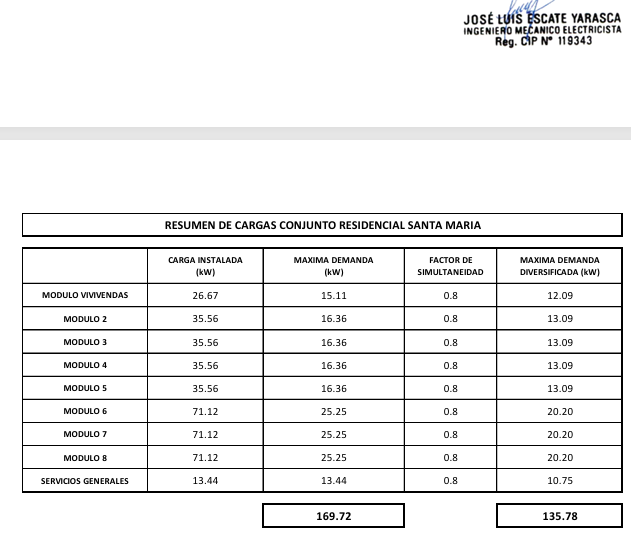 JOSÉ LUIS ESCATE YARASCA
INGENIERO MECANICO ELECTRICISTA
Reg. CIP Nº 119343
RESUMEN DE CARGAS CONJUNTO RESIDENCIAL SANTA MARIA
CARGA INSTALADA (kW) MAXIMA DEMANDA (kW) FACTOR DE SIMULTANEIDAD MAXIMA DEMANDA DIVERSIFICADA (kW)
MODULO VIVIVENDAS 26.67 15.11 0.8 12.09
MODULO 2 35.56 16.36 0.8 13.09
MODULO 3 35.56 16.36 0.8 13.09
MODULO 4 35.56 16.36 0.8 13.09
MODULO 5 35.56 16.36 0.8 13.09
MODULO 6 71.12 25.25 0.8 20.20
MODULO 7 71.12 25.25 0.8 20.20
MODULO 8 71.12 25.25 0.8 20.20
SERVICIOS GENERALES 13.44 13.44 0.8 10.75
169.72 135.78